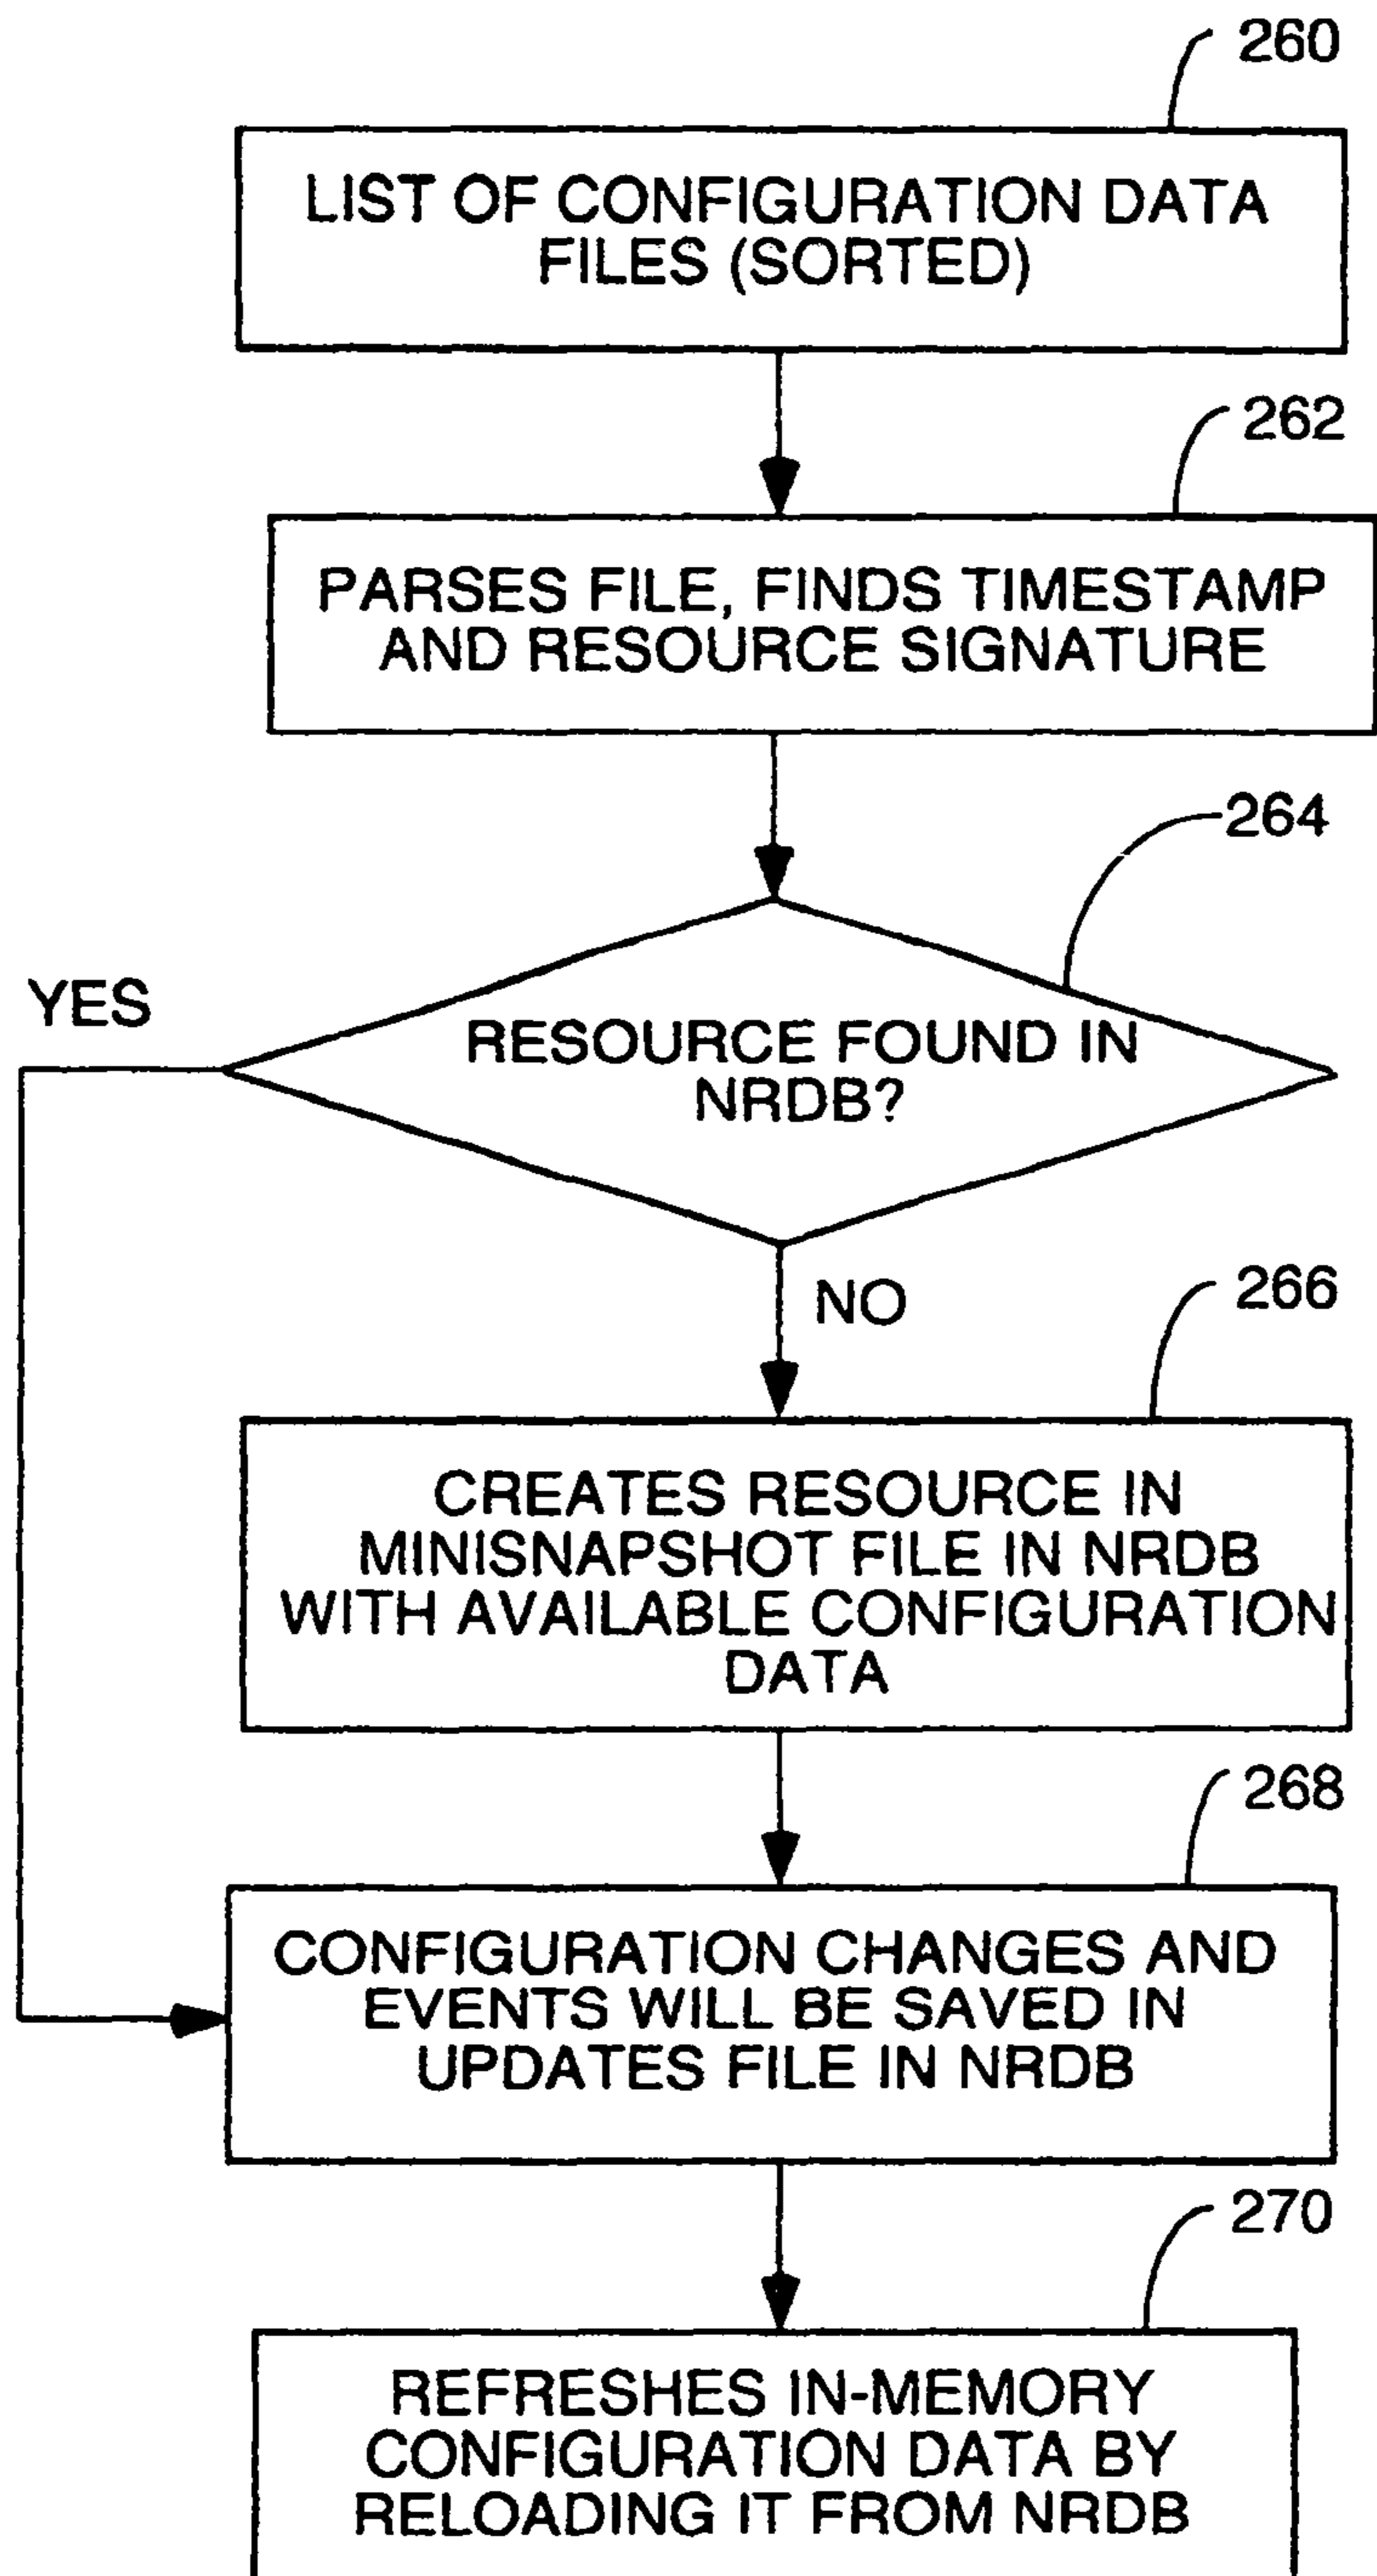 260
LIST OF CONFIGURATION DATA
FILES (SORTED)
262
PARSES FILE, FINDS TIMESTAMP
AND RESOURCE SIGNATURE
264
YES
RESOURCE FOUND IN
NRDB?
NO
266
CREATES RESOURCE IN
MINISNAPSHOT FILE IN NRDB
WITH AVAILABLE CONFIGURATION
DATA
268
CONFIGURATION CHANGES AND
EVENTS WILL BE SAVED IN
UPDATES FILE IN NRDB
270
REFRESHES IN-MEMORY
CONFIGURATION DATA BY
RELOADING IT FROM NRDB